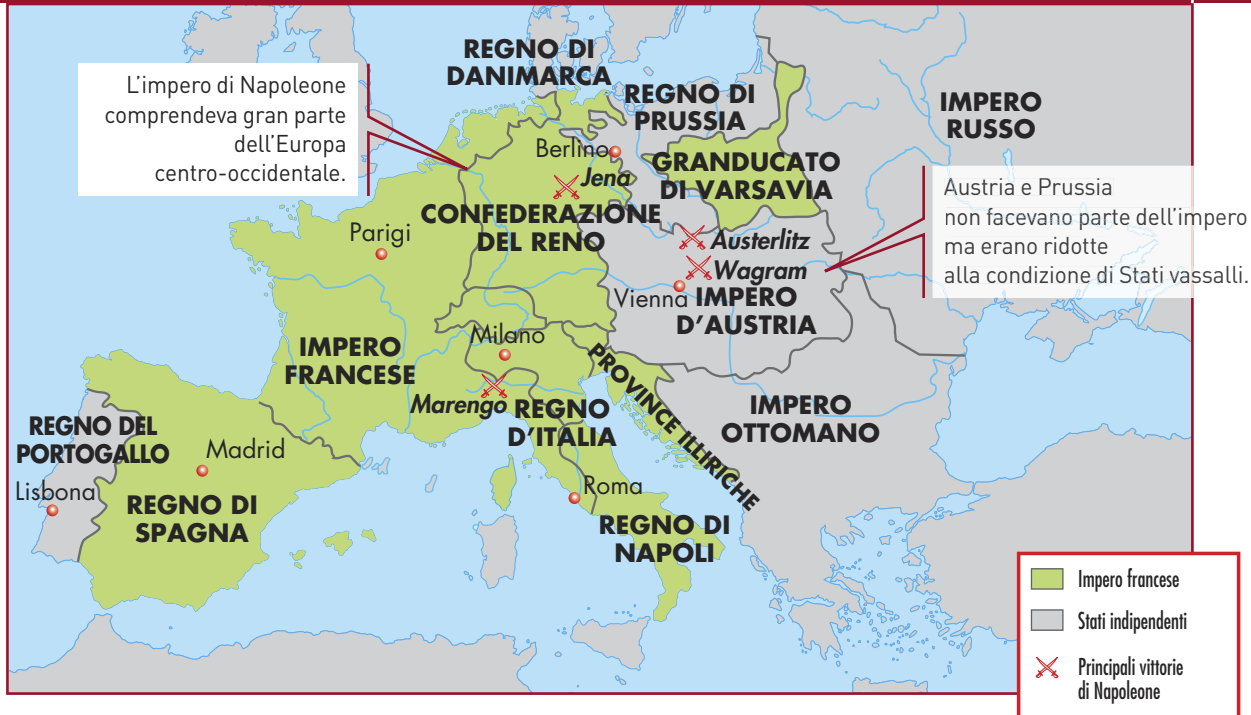 L'impero di Napoleone
comprendeva gran parte
dell'Europa
centro-occidentale.
REGNO DI
DANIMARCA
REGNO DI
PRUSSIA
IMPERO
RUSSO
Berlino
GRANDUCATO
DI VARSAVIA
Jena
Austria e Prussia
non facevano parte dell'impero
ma erano ridotte
alla condizione di Stati vassalli.
CONFEDERAZIONE
DEL RENO
Parigi
Austerlitz
Wagram
Vienna
IMPERO
D'AUSTRIA
Milano
IMPERO
FRANCESE
PROVINCE ILLIRICHE
Marengo
REGNO
D'ITALIA
IMPERO
OTTOMANO
REGNO DEL
PORTOGALLO
Madrid
Lisbona
REGNO DI
SPAGNA
Roma
REGNO DI
NAPOLI
Impero francese
Stati indipendenti
Principali vittorie
di Napoleone